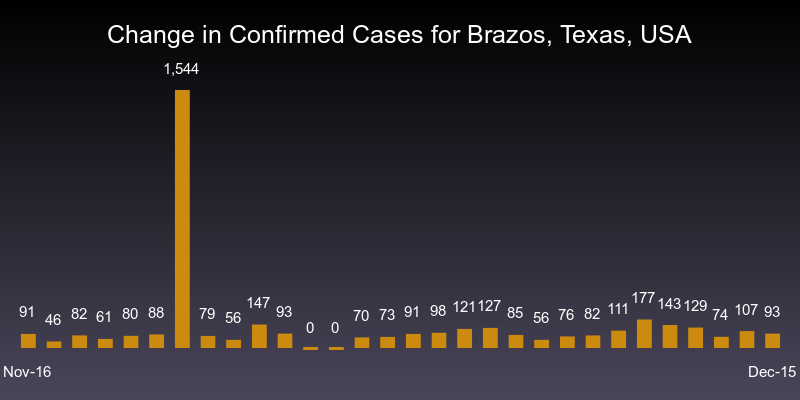 Change in Confirmed Cases for Brazos, Texas, USA
1,544
91 46 82 61 80 88 79 56 147 93 0 0 70 73 91 98 121 127 85 56 76 82 111 177 143 129 74 107 93
Nov-16 Dec-15